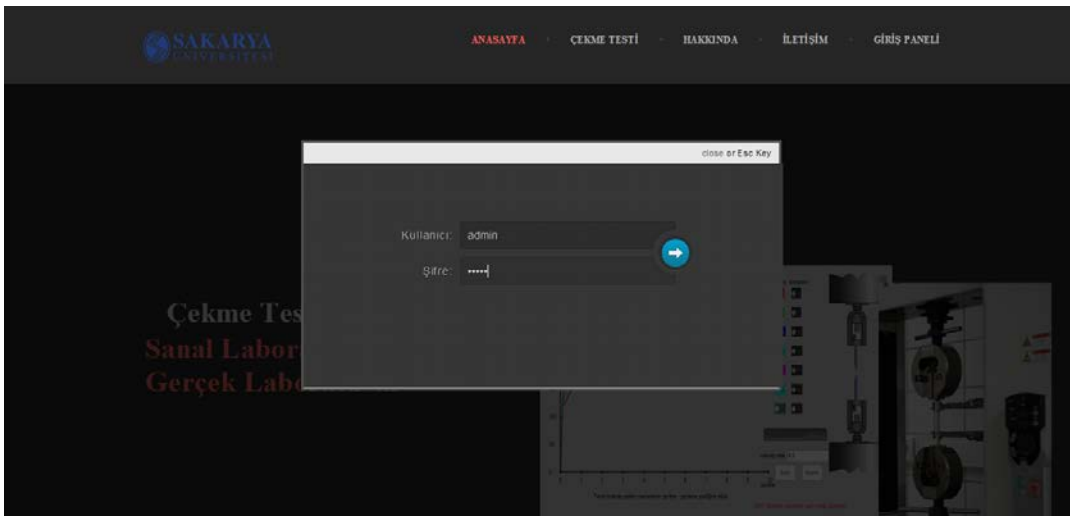 SAKARYA
ÜNİVERSİTESİ
ANASAYFA
ÇEKME TESTİ
HAKKINDA
İLETİŞİM
GİRİŞ PANELİ
close or Esc Key
Kullanıcı: admin
Şifre: •••••
Çekme Tes
Sanal Labor
Gerçek Labo